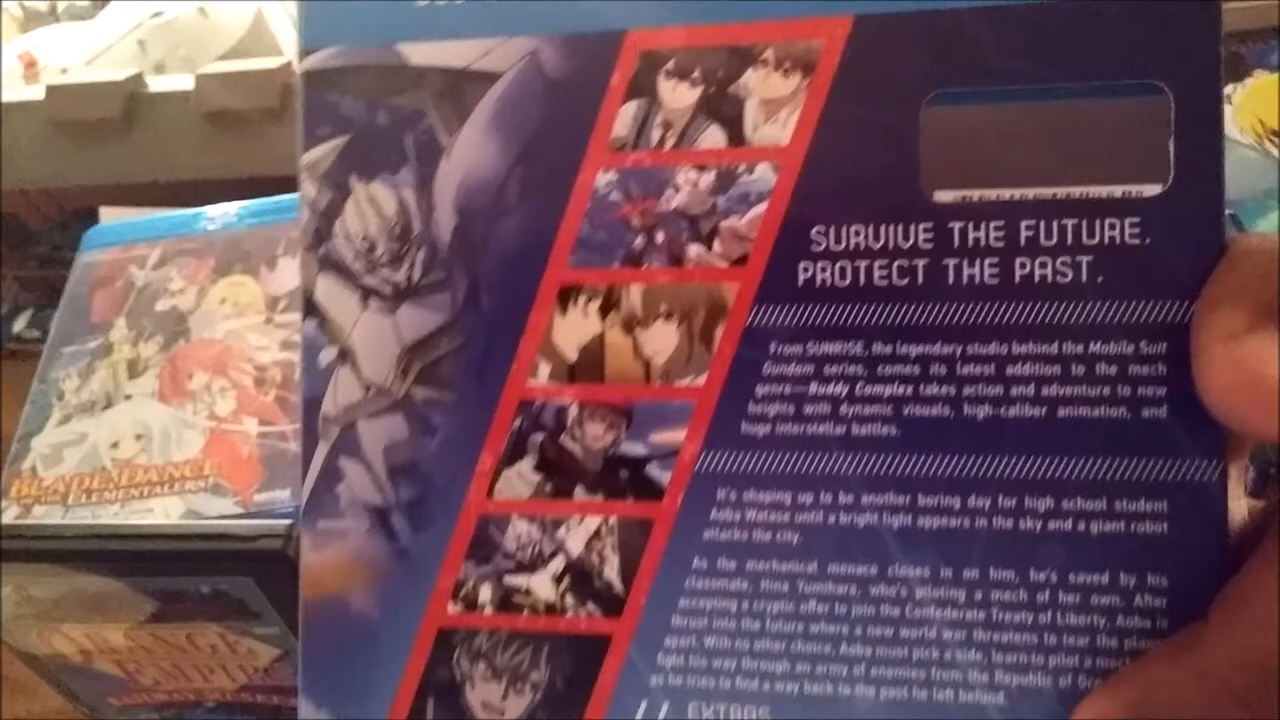 SURVIVE THE FUTURE.
PROTECT THE PAST.
From SUNRISE, the legendary studio behind the Mobile Suit
Gundam series, comes its latest addition to the mech
genre—Buddy Complex takes action and adventure to new
heights with dynamic visuals, high-caliber animation, and
huge interstellar battles.
It's shaping up to be another boring day for high school student
Aoba Watase until a bright light appears in the sky and a giant robot
attacks the city.
As the mechanical menace closes in on him, he's saved by his
classmate, Hina Yumihara, who's piloting a mech of her own. After
accepting a cryptic offer to join the Confederate Treaty of Liberty, Aoba is
thrust into the future where a new world war threatens to tear the
apart. With no other choice, Aoba must pick a side, learn to pilot a
fight his way through an army of enemies from the Republic of
as he tries to find a way back to the past he left behind.
// EXTRAS
BLADE DANCE
ELEMENTALERS
EMPIRE